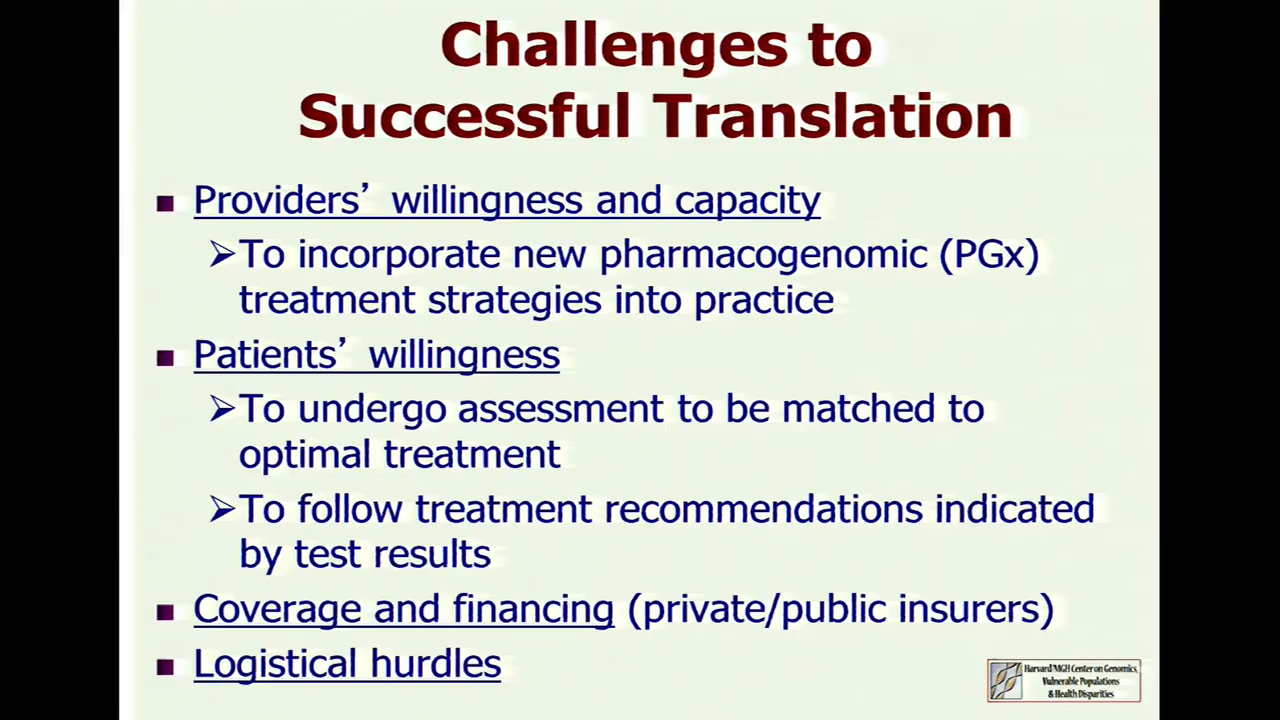 Challenges to
Successful Translation
Providers’ willingness and capacity
To incorporate new pharmacogenomic (PGx)
treatment strategies into practice
Patients’ willingness
To undergo assessment to be matched to
optimal treatment
To follow treatment recommendations indicated
by test results
Coverage and financing (private/public insurers)
Logistical hurdles
Harvard/MGH Center on Genomics,
Vulnerable Populations
& Health Disparities